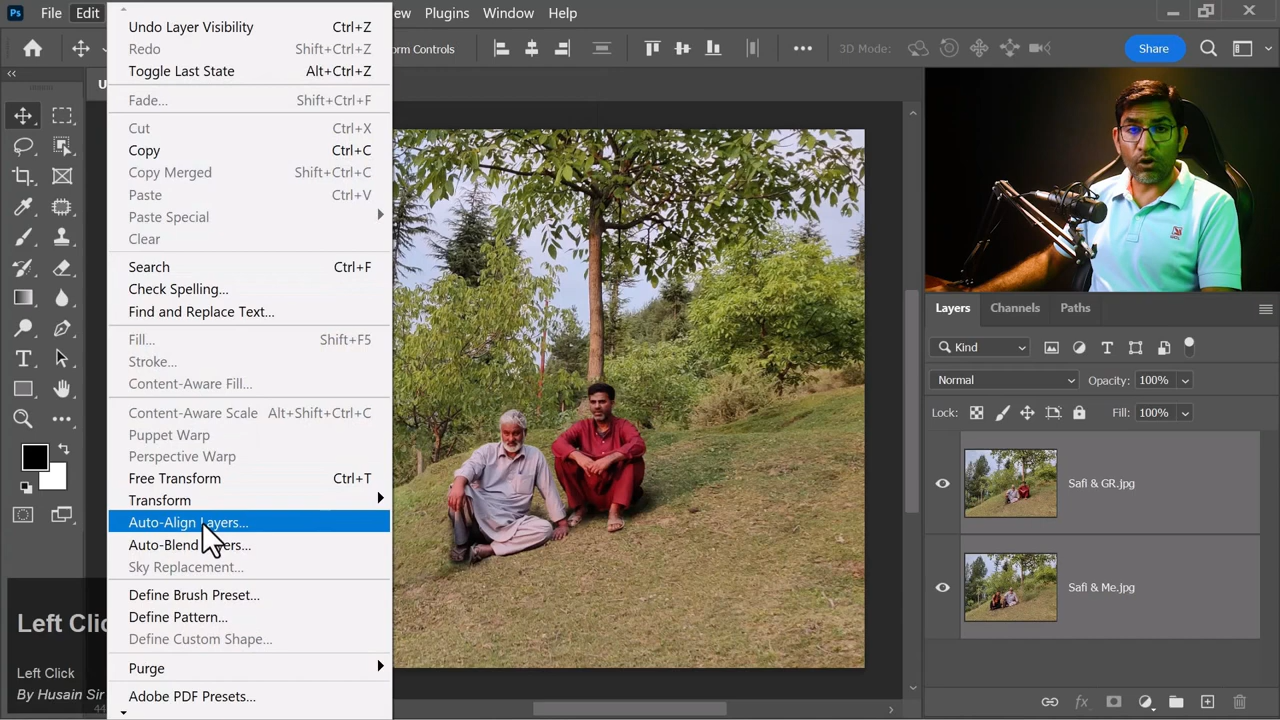 Ps File Edit ew Plugins Window Help
orm Controls
3D Mode:
Share
U
Undo Layer Visibility Ctrl+Z
Redo Shift+Ctrl+Z
Toggle Last State Alt+Ctrl+Z
Fade... Shift+Ctrl+F
Cut Ctrl+X
Copy Ctrl+C
Copy Merged Shift+Ctrl+C
Paste Ctrl+V
Paste Special
Clear
Search Ctrl+F
Check Spelling...
Find and Replace Text...
Fill... Shift+F5
Stroke...
Content-Aware Fill...
Content-Aware Scale Alt+Shift+Ctrl+C
Puppet Warp
Perspective Warp
Free Transform Ctrl+T
Transform
Auto-Align Layers...
Auto-Blend ers...
Sky Replacement...
Define Brush Preset...
Define Pattern...
Define Custom Shape...
Purge
Adobe PDF Presets...
Left Clic
Left Click
By Husain Sir
44
Layers Channels Paths
Kind
Normal Opacity: 100%
Lock: Fill: 100%
Safi & GR.jpg
Safi & Me.jpg